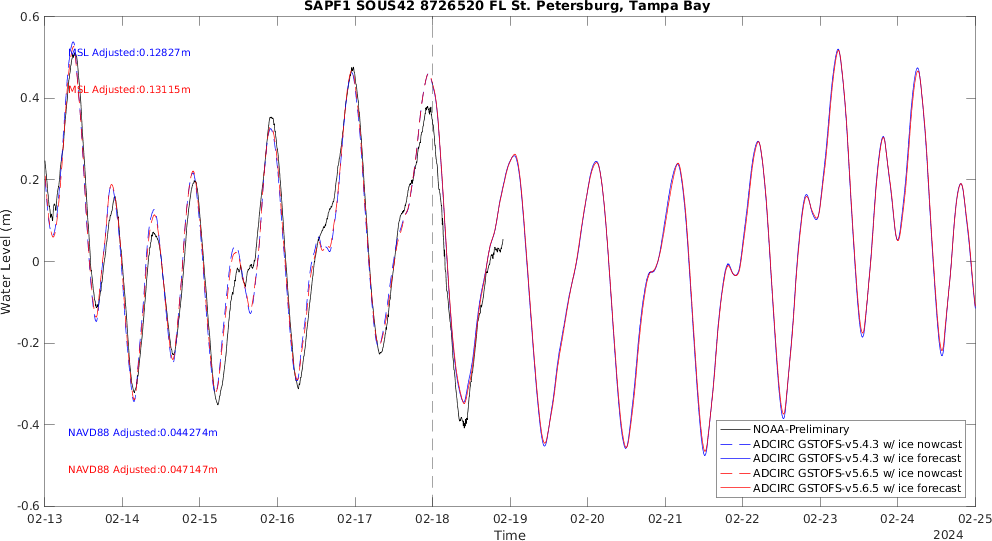 SAPF1 SOUS42 8726520 FL St. Petersburg, Tampa Bay
0.6
0.4
0.2
0
-0.2
-0.4
-0.6
Water Level (m)
MSL Adjusted:0.12827m
MSL Adjusted:0.13115m
NAVD88 Adjusted:0.044274m
NAVD88 Adjusted:0.047147m
NOAA-Preliminary
ADCIRC GSTOFS-v5.4.3 w/ ice nowcast
ADCIRC GSTOFS-v5.4.3 w/ ice forecast
ADCIRC GSTOFS-v5.6.5 w/ ice nowcast
ADCIRC GSTOFS-v5.6.5 w/ ice forecast
02-13 02-14 02-15 02-16 02-17 02-18 02-19 02-20 02-21 02-22 02-23 02-24 02-25
Time
2024